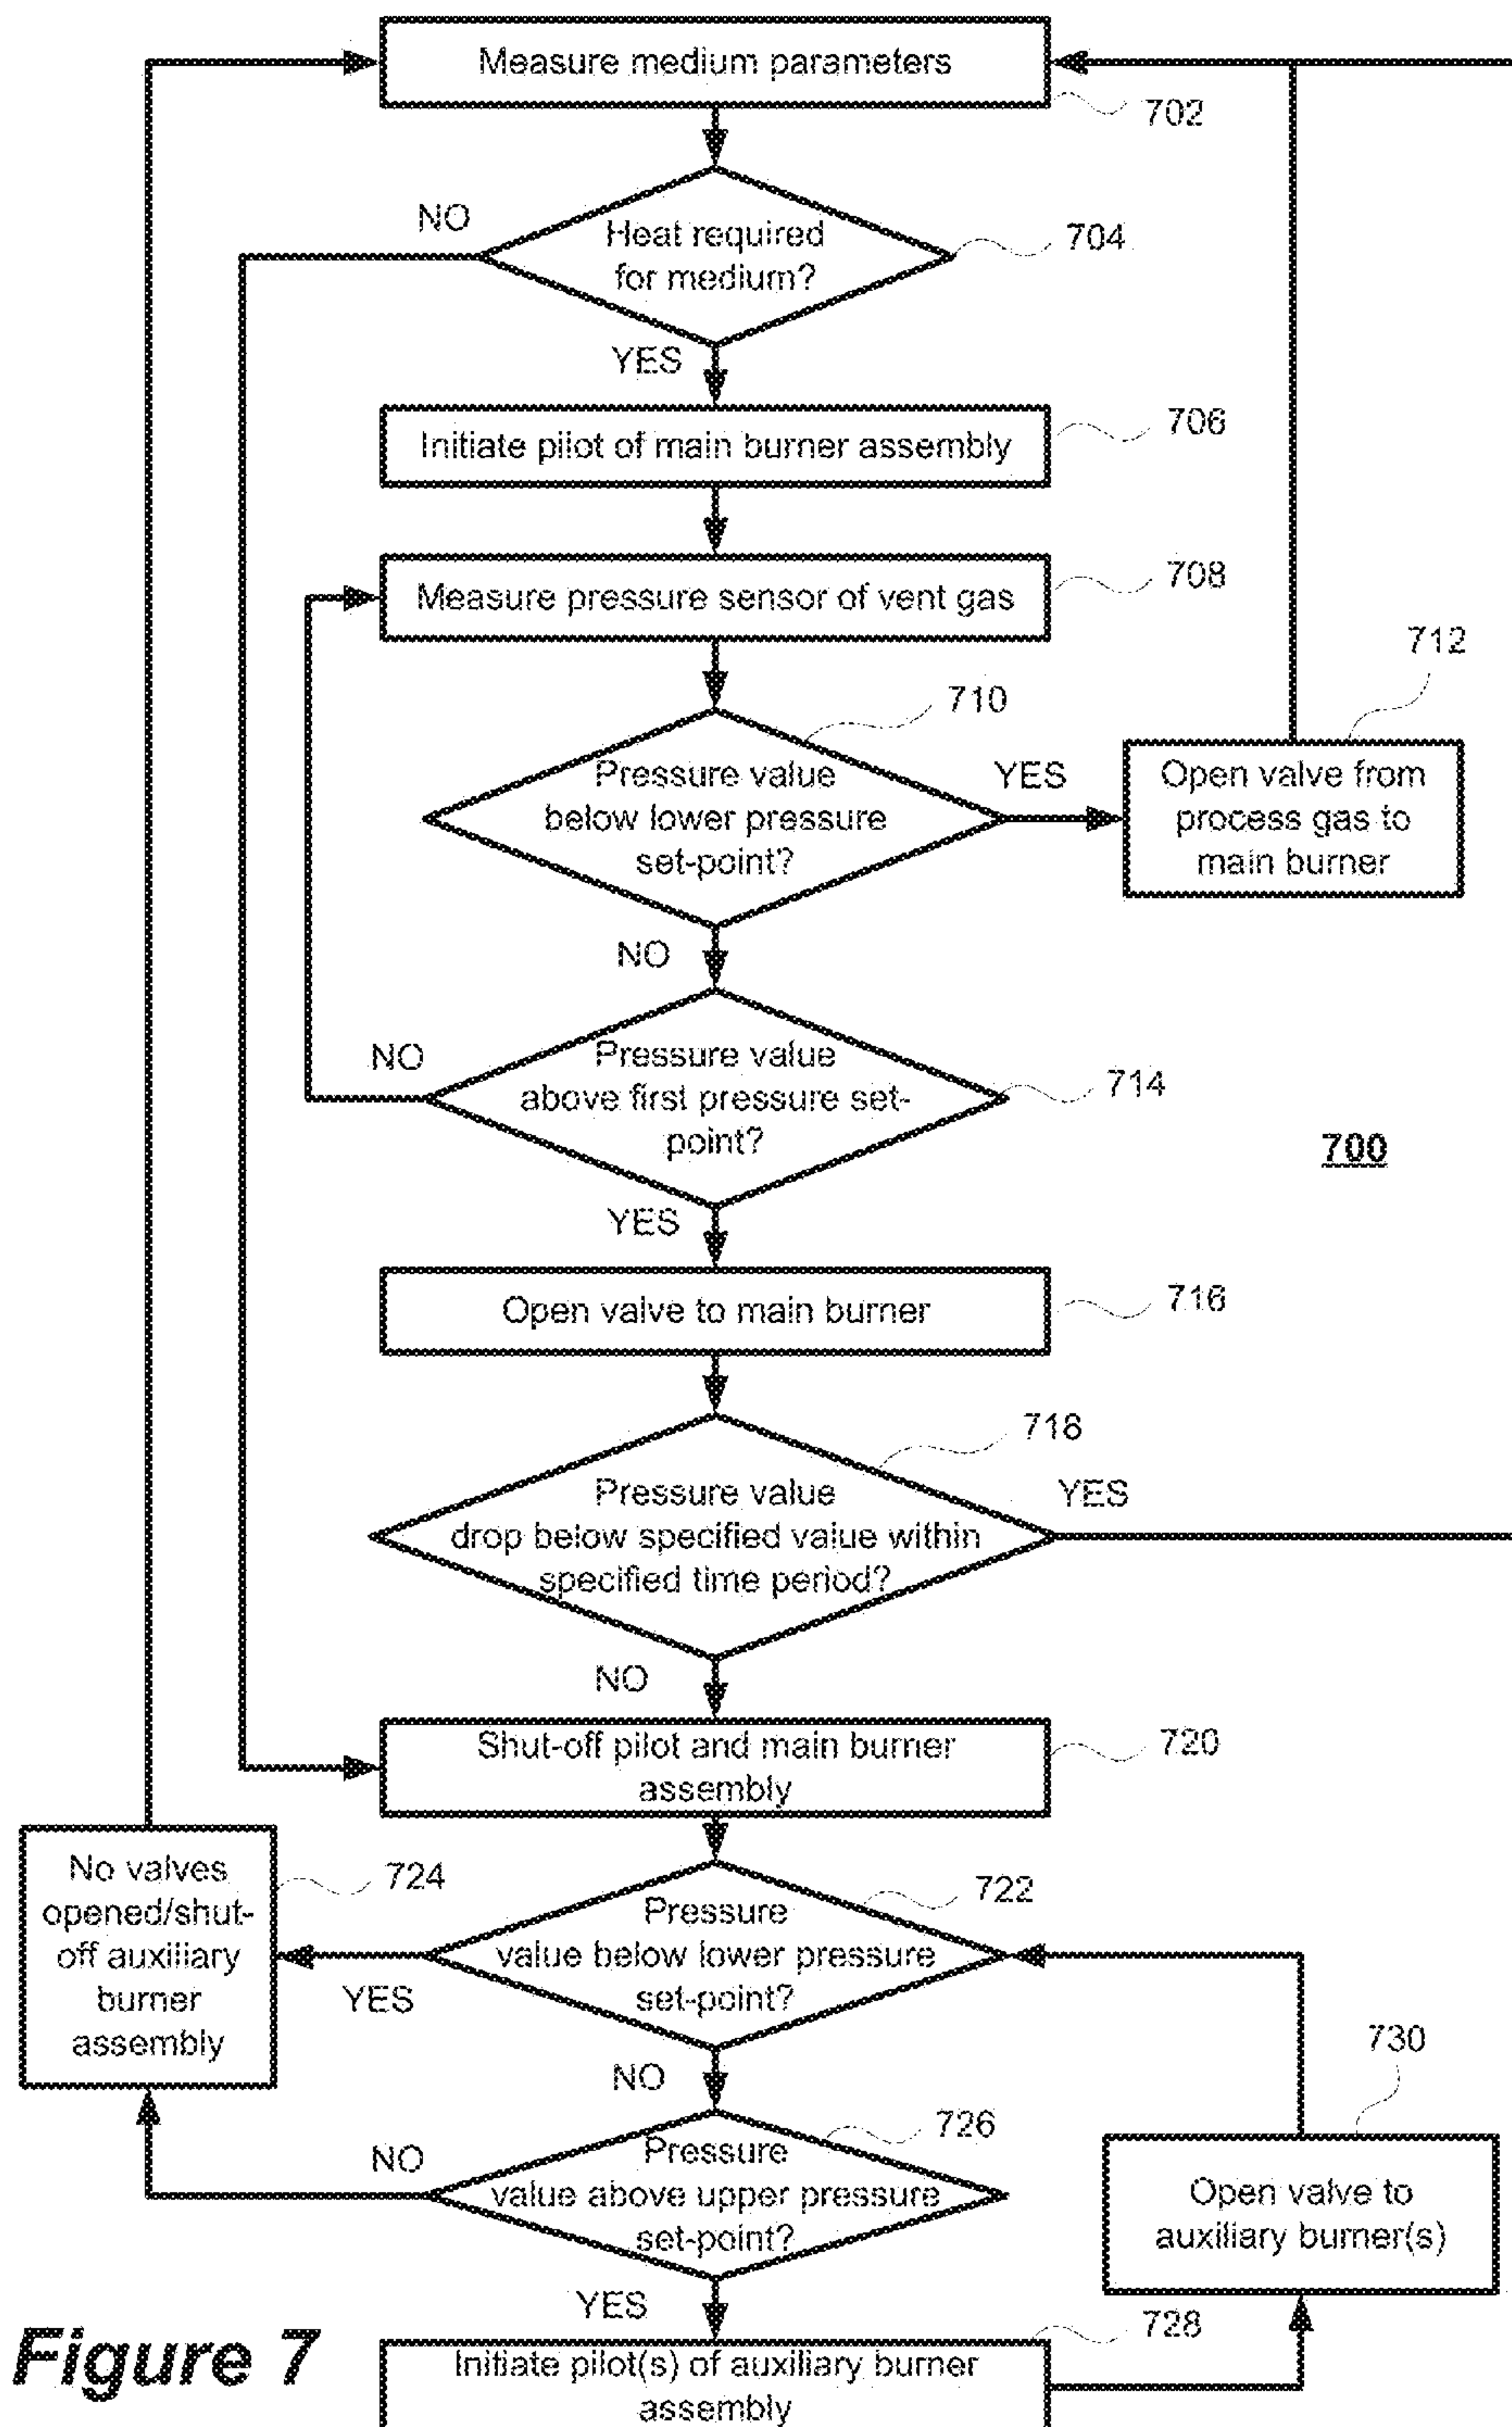 Measure medium parameters
702
NO
Heat required
for medium?
704
YES
Initiate pilot of main burner assembly
706
Measure pressure sensor of vent gas
708
712
710
Pressure value
below lower pressure
set-point?
YES
Open valve from
process gas to
main burner
NO
NO
Pressure value
above first pressure set-
point?
714
700
YES
Open valve to main burner
716
718
Pressure value
drop below specified value within
specified time period?
YES
NO
Shut-off pilot and main burner
assembly
720
No valves
opened/shut-
off auxiliary
burner
assembly
724
722
Pressure
value below lower pressure
set-point?
YES
NO
730
726
NO
Pressure
value above upper pressure
set-point?
Open valve to
auxiliary burner(s)
YES
728
Initiate pilot(s) of auxiliary burner
assembly
Figure 7